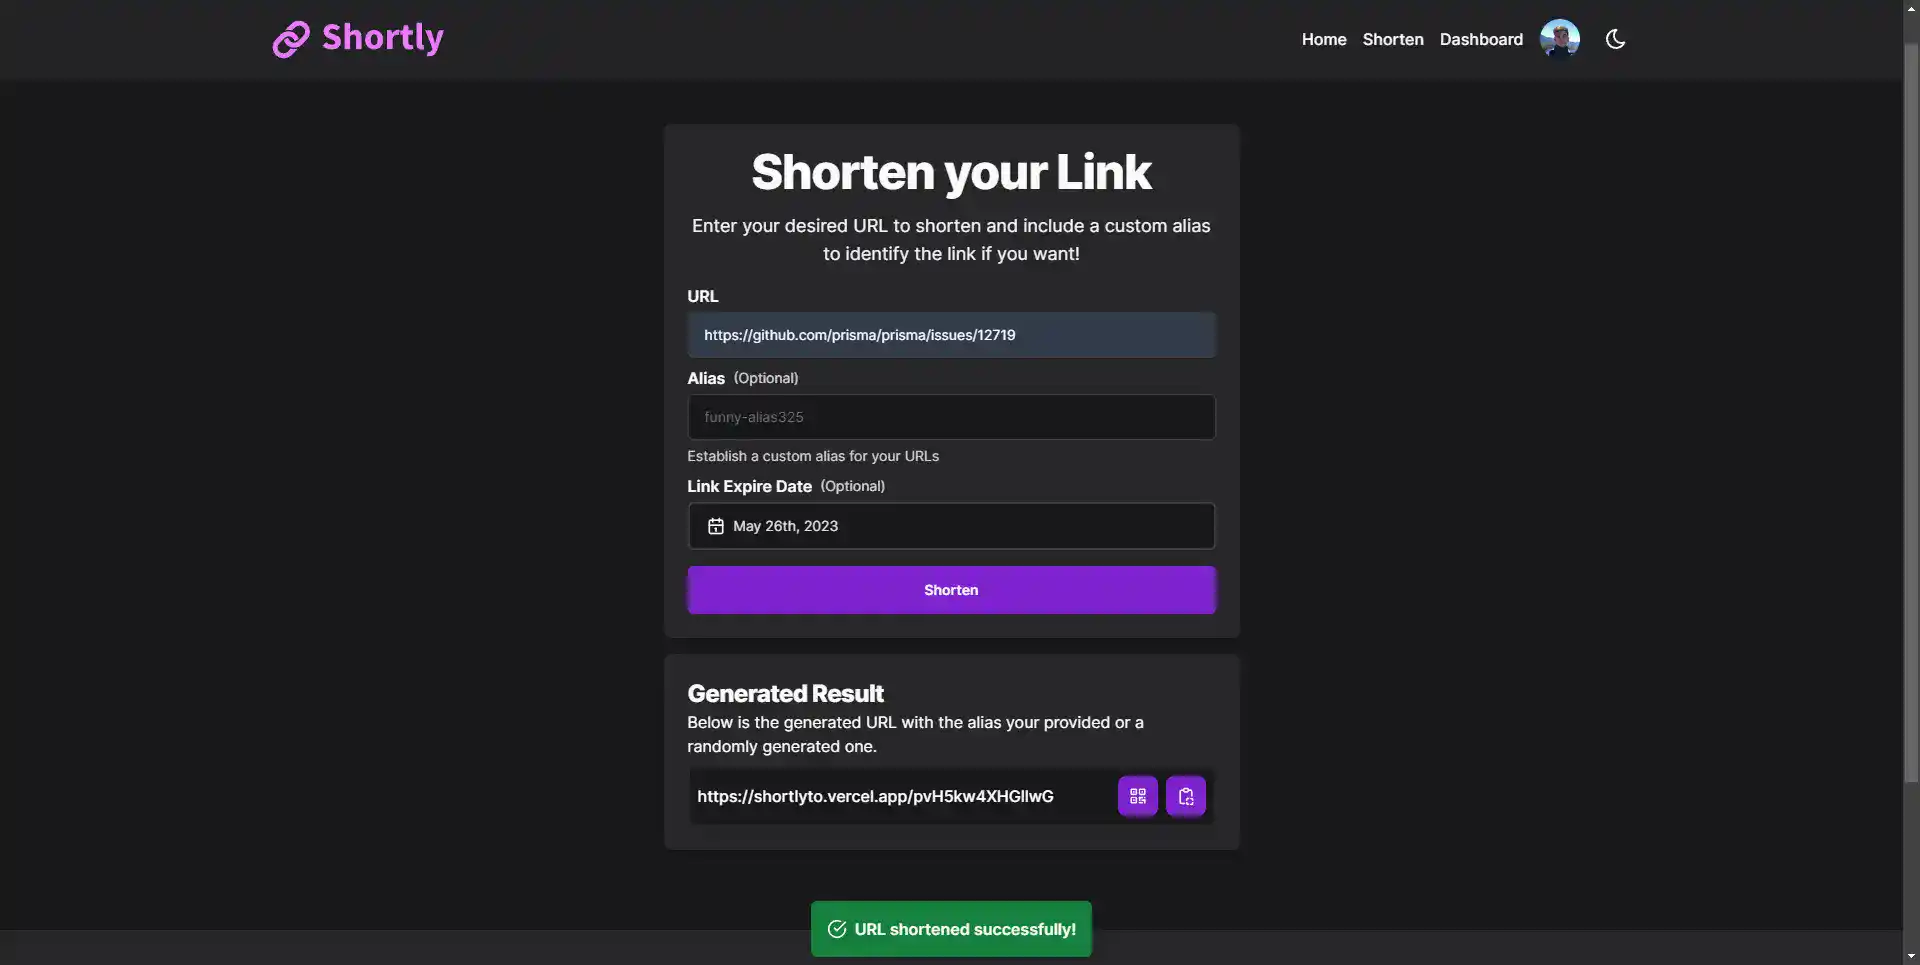 Shortly
Home Shorten Dashboard
Shorten your Link
Enter your desired URL to shorten and include a custom alias
to identify the link if you want!
URL
https://github.com/prisma/prisma/issues/12719
Alias (Optional)
funny-alias325
Establish a custom alias for your URLs
Link Expire Date (Optional)
May 26th, 2023
Shorten
Generated Result
Below is the generated URL with the alias your provided or a
randomly generated one.
https://shortlyto.vercel.app/pvH5kw4XHGllwG
URL shortened successfully!